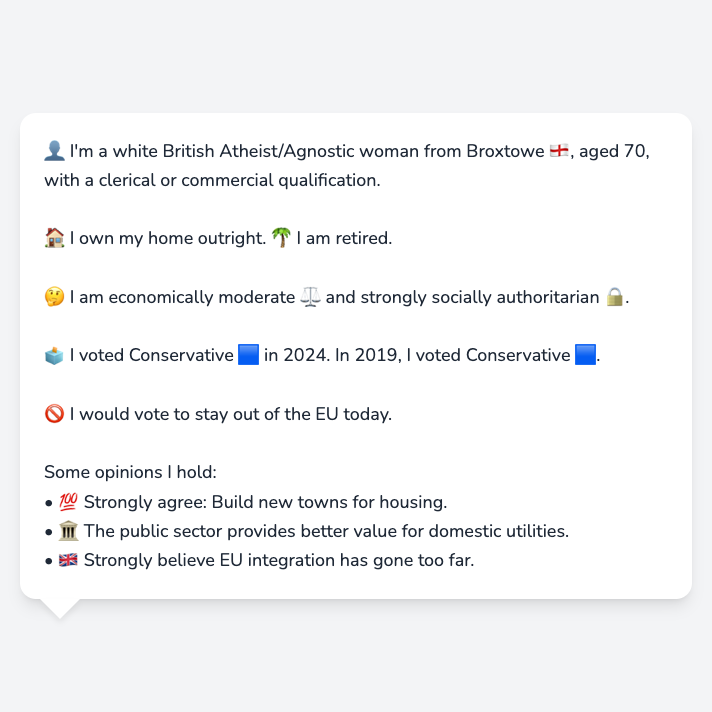 👤 I'm a white British Atheist/Agnostic woman from Broxtowe 🏴󠁧󠁢󠁥󠁮󠁧󠁿, aged 70,
with a clerical or commercial qualification.
🏠 I own my home outright. 🌴 I am retired.
🤔 I am economically moderate ⚖️ and strongly socially authoritarian 🔒.
🗳️ I voted Conservative 🟦 in 2024. In 2019, I voted Conservative 🟦.
🚫 I would vote to stay out of the EU today.
Some opinions I hold:
• 💯 Strongly agree: Build new towns for housing.
• 🏛️ The public sector provides better value for domestic utilities.
• 🇬🇧 Strongly believe EU integration has gone too far.